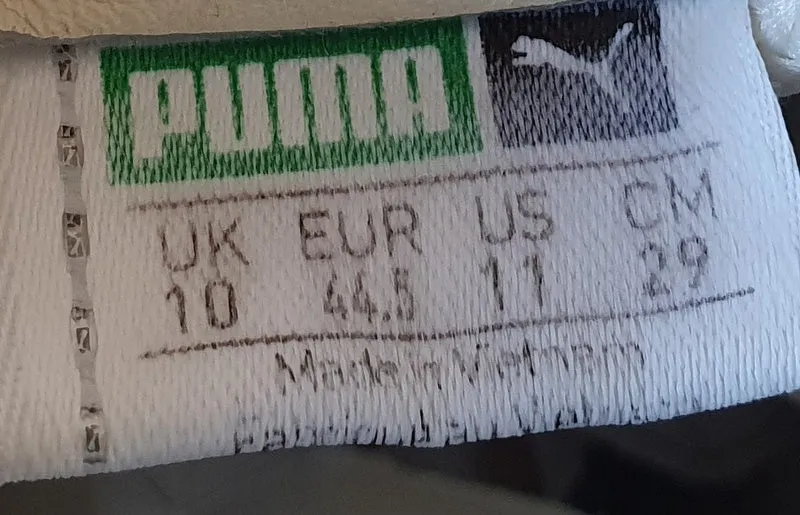 PUMA
UK EUR US CM
10 44.5 11 29
Made in Vietnam